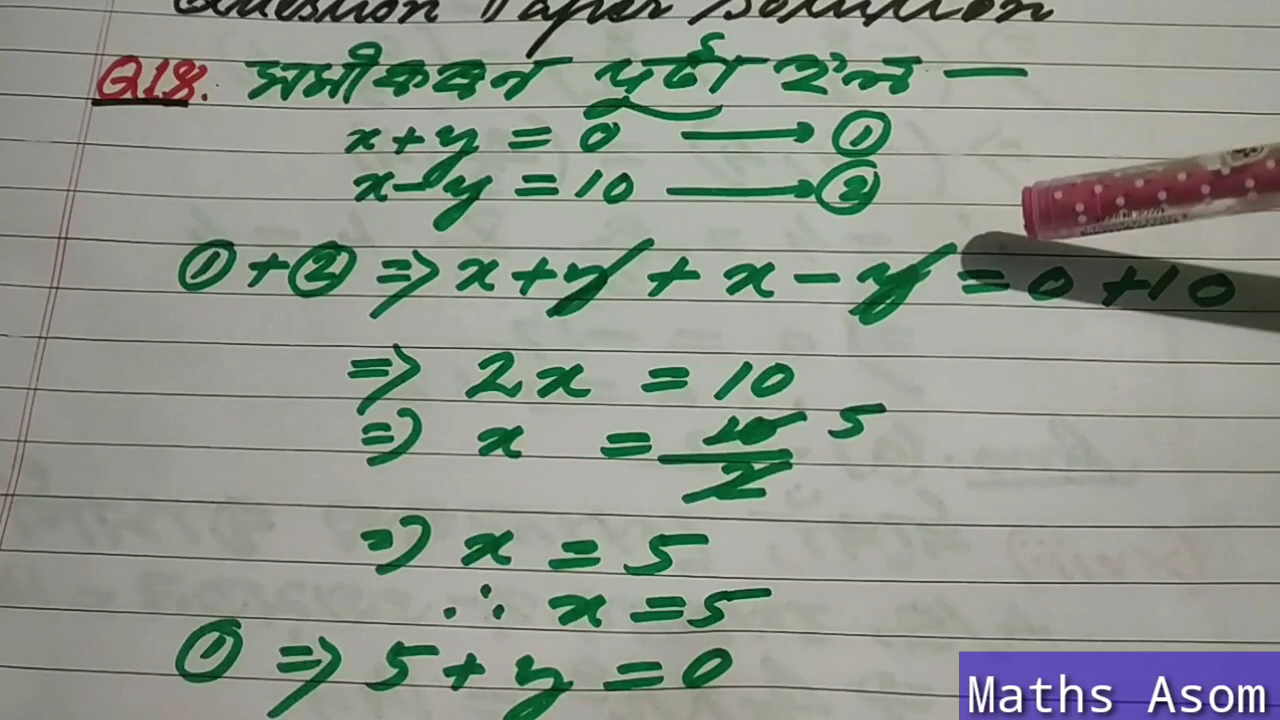 Question Paper Solution
Q18. সমীকৰণ দুটা হ'ল —
x + y = 0 ⟶ ①
x - y = 10 ⟶ ②
① + ② ⇒ x + y + x - y = 0 + 10
⇒ 2x = 10
⇒ x = 10/2 5
⇒ x = 5
∴ x = 5
① ⇒ 5 + y = 0
Maths Asom